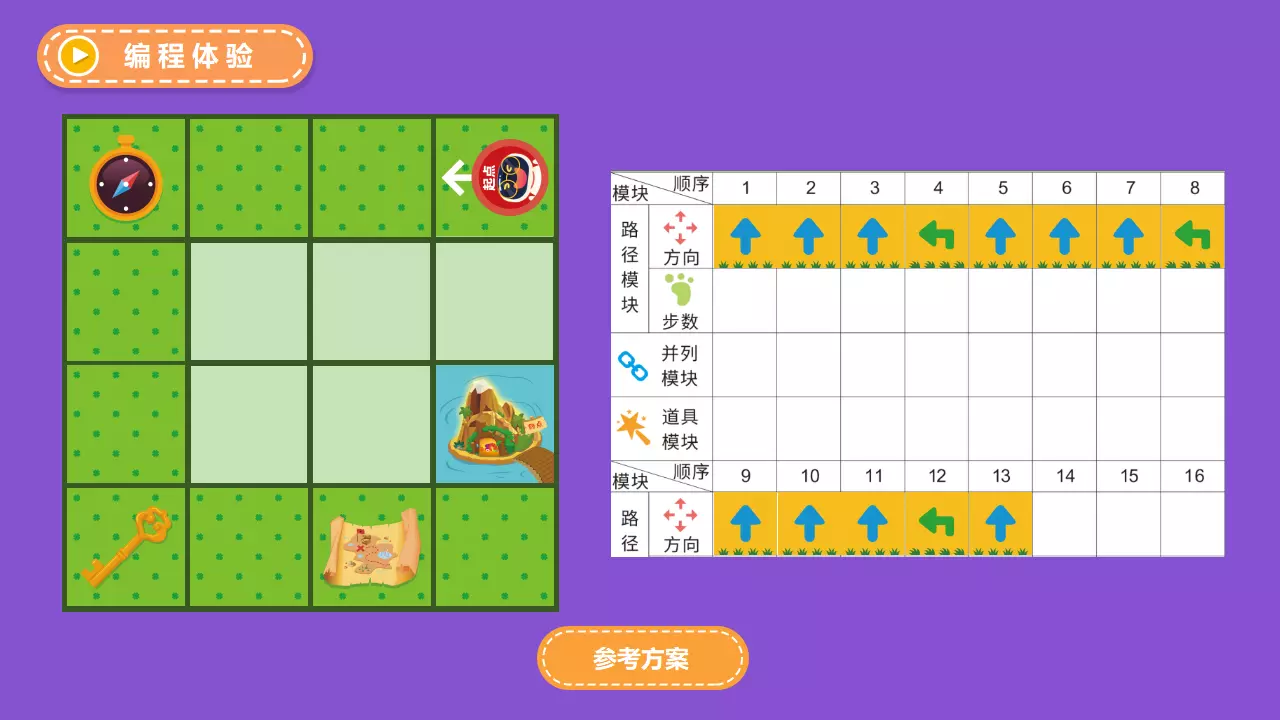 编程体验
起点
终点
模块 顺序 1 2 3 4 5 6 7 8
路径模块
方向
步数
并列模块
道具模块
模块 顺序 9 10 11 12 13 14 15 16
路径
方向
参考方案